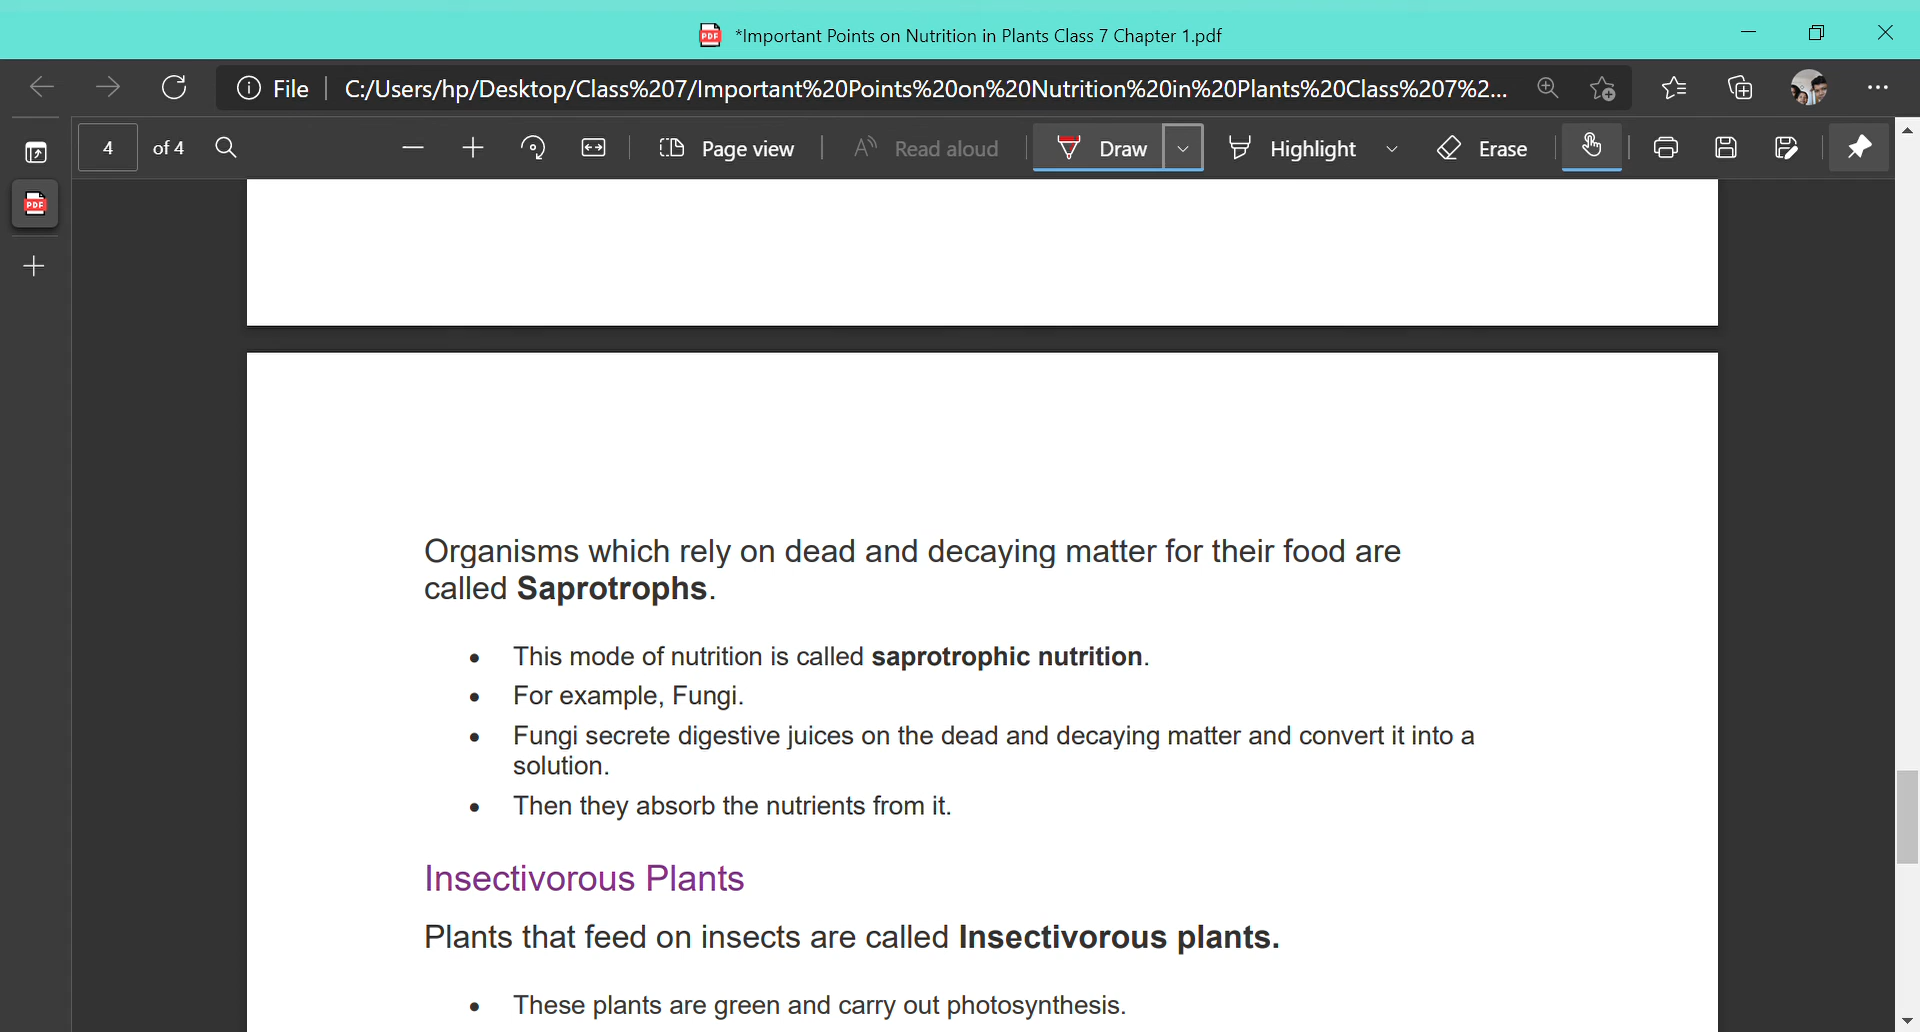 *Important Points on Nutrition in Plants Class 7 Chapter 1.pdf
File C:/Users/hp/Desktop/Class%207/Important%20Points%20on%20Nutrition%20in%20Plants%20Class%207%2...
4 of 4 Page view Read aloud Draw Highlight Erase
PDF
Organisms which rely on dead and decaying matter for their food are
called Saprotrophs.
• This mode of nutrition is called saprotrophic nutrition.
• For example, Fungi.
• Fungi secrete digestive juices on the dead and decaying matter and convert it into a
solution.
• Then they absorb the nutrients from it.
Insectivorous Plants
Plants that feed on insects are called Insectivorous plants.
• These plants are green and carry out photosynthesis.